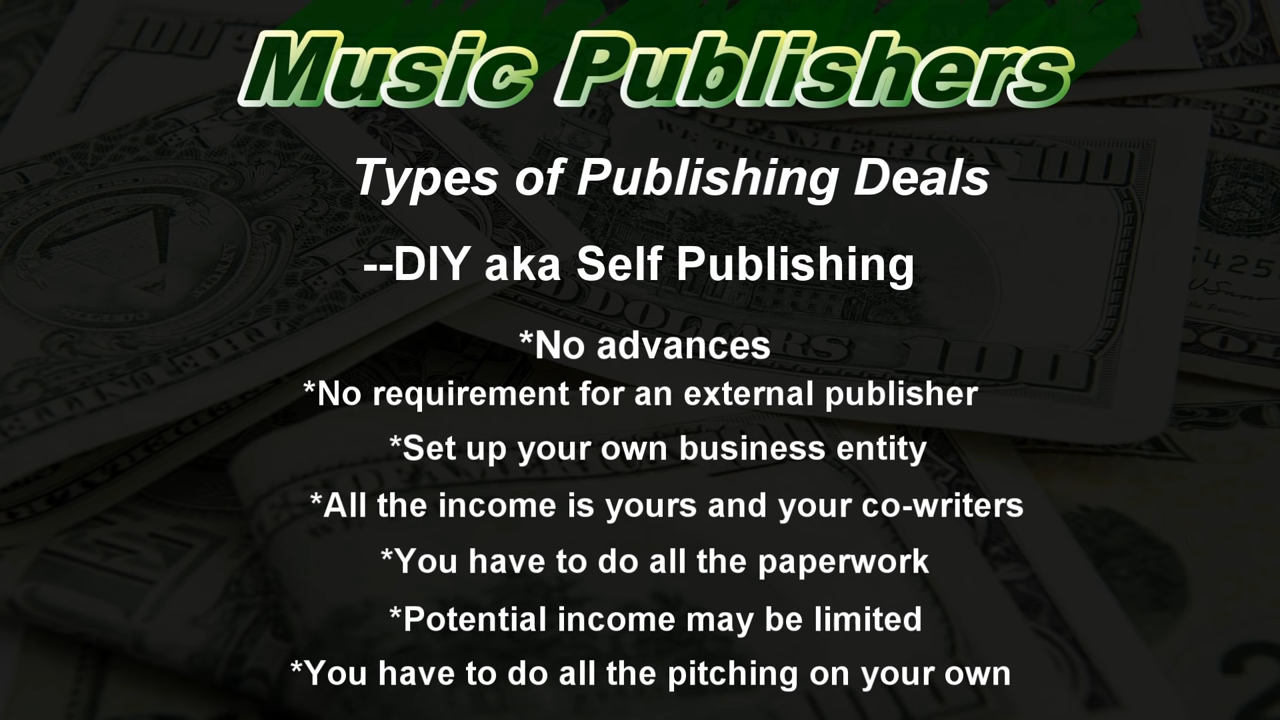 Music Publishers
Types of Publishing Deals
--DIY aka Self Publishing
*No advances
*No requirement for an external publisher
*Set up your own business entity
*All the income is yours and your co-writers
*You have to do all the paperwork
*Potential income may be limited
*You have to do all the pitching on your own